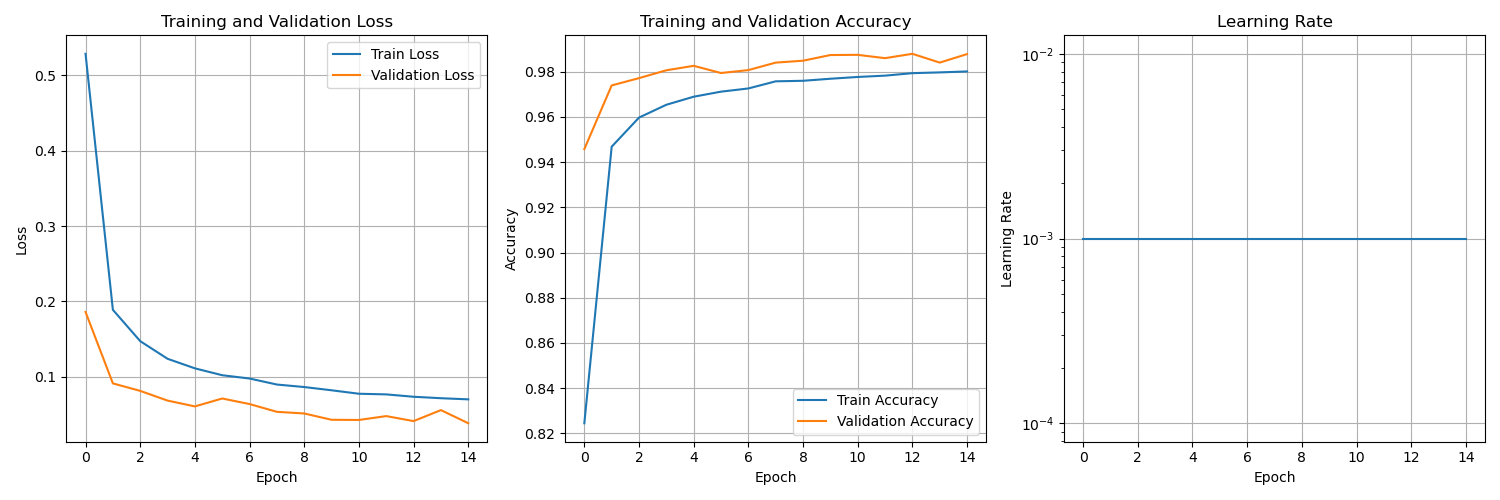 Training and Validation Loss
Train Loss
Validation Loss
0.5
0.4
0.3
0.2
0.1
Loss
0 2 4 6 8 10 12 14
Epoch
Training and Validation Accuracy
0.98
0.96
0.94
0.92
0.90
0.88
0.86
0.84
0.82
Accuracy
Train Accuracy
Validation Accuracy
0 2 4 6 8 10 12 14
Epoch
Learning Rate
10⁻²
10⁻³
10⁻⁴
Learning Rate
0 2 4 6 8 10 12 14
Epoch